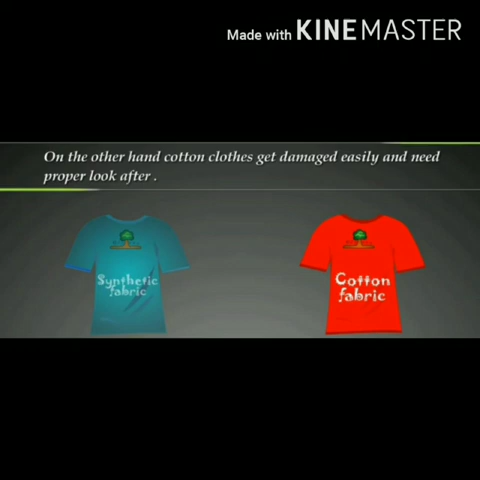 Made with KINEMASTER
On the other hand cotton clothes get damaged easily and need
proper look after .
Synthetic
fabric
Cotton
fabric